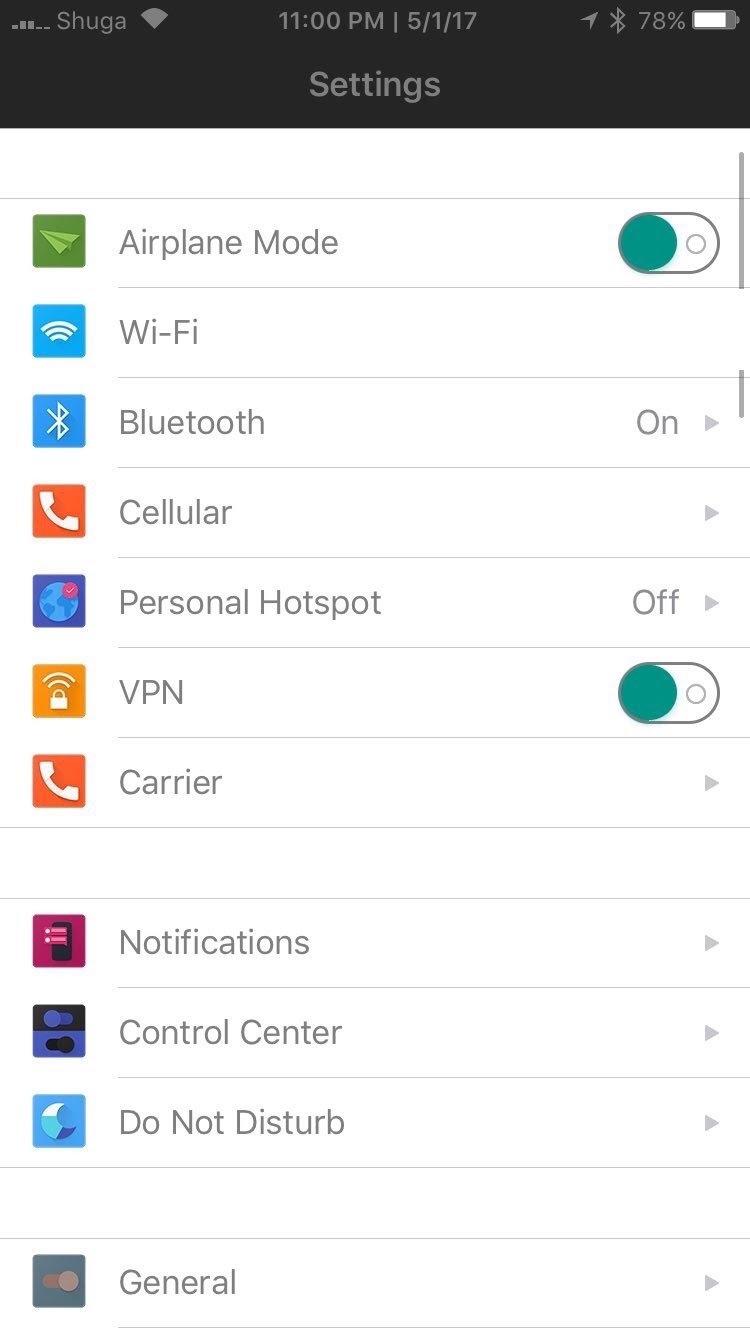 Shuga 11:00 PM | 5/1/17 78%
Settings
Airplane Mode
Wi-Fi
Bluetooth On
Cellular
Personal Hotspot Off
VPN
Carrier
Notifications
Control Center
Do Not Disturb
General